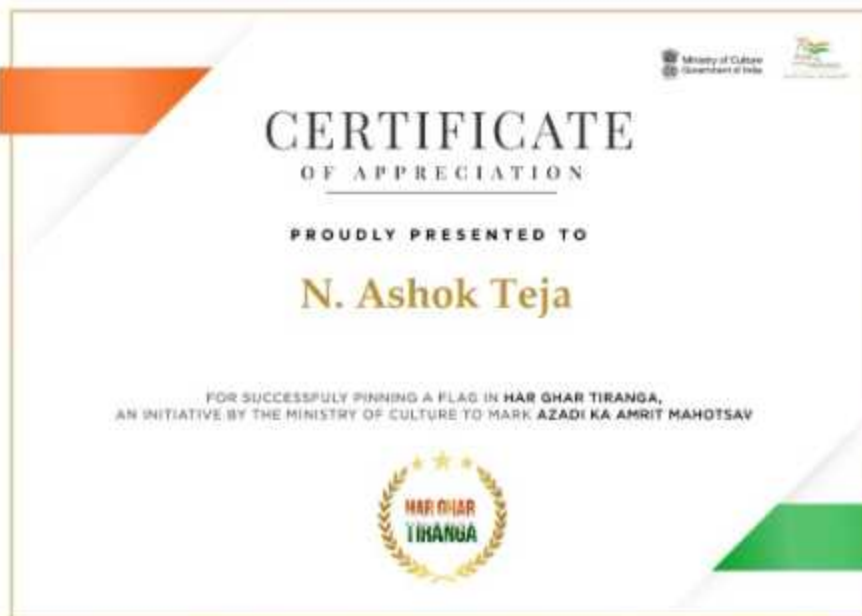 Ministry of Culture
Government of India
CERTIFICATE
OF APPRECIATION
PROUDLY PRESENTED TO
N. Ashok Teja
FOR SUCCESSFULY PINNING A FLAG IN HAR GHAR TIRANGA,
AN INITIATIVE BY THE MINISTRY OF CULTURE TO MARK AZADI KA AMRIT MAHOTSAV
HAR GHAR
TIRANGA